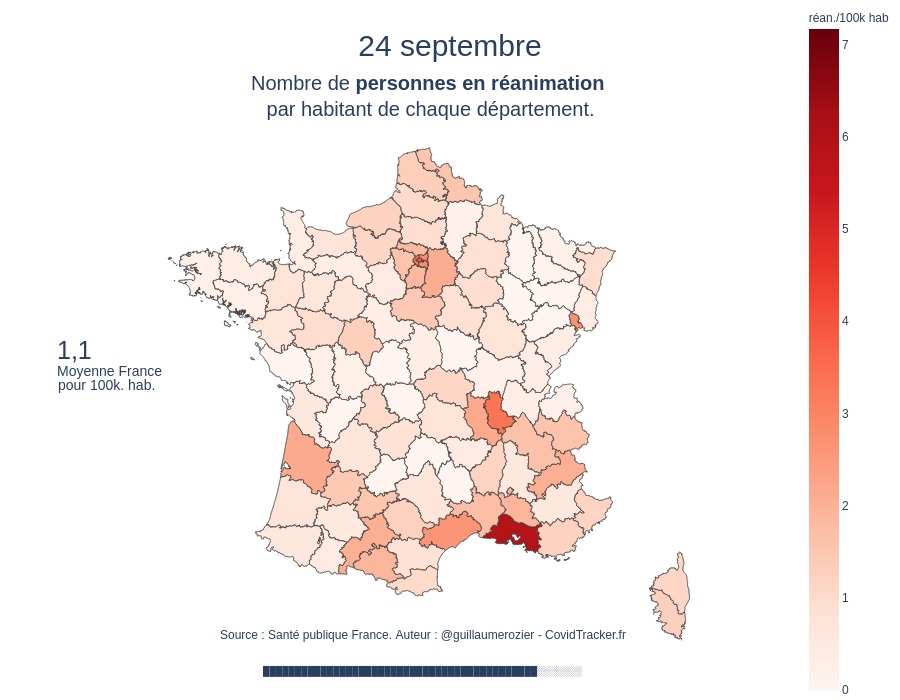 réan./100k hab
24 septembre
Nombre de personnes en réanimation
par habitant de chaque département.
7
6
5
4
3
2
1
0
1,1
Moyenne France
pour 100k. hab.
Source : Santé publique France. Auteur : @guillaumerozier - CovidTracker.fr